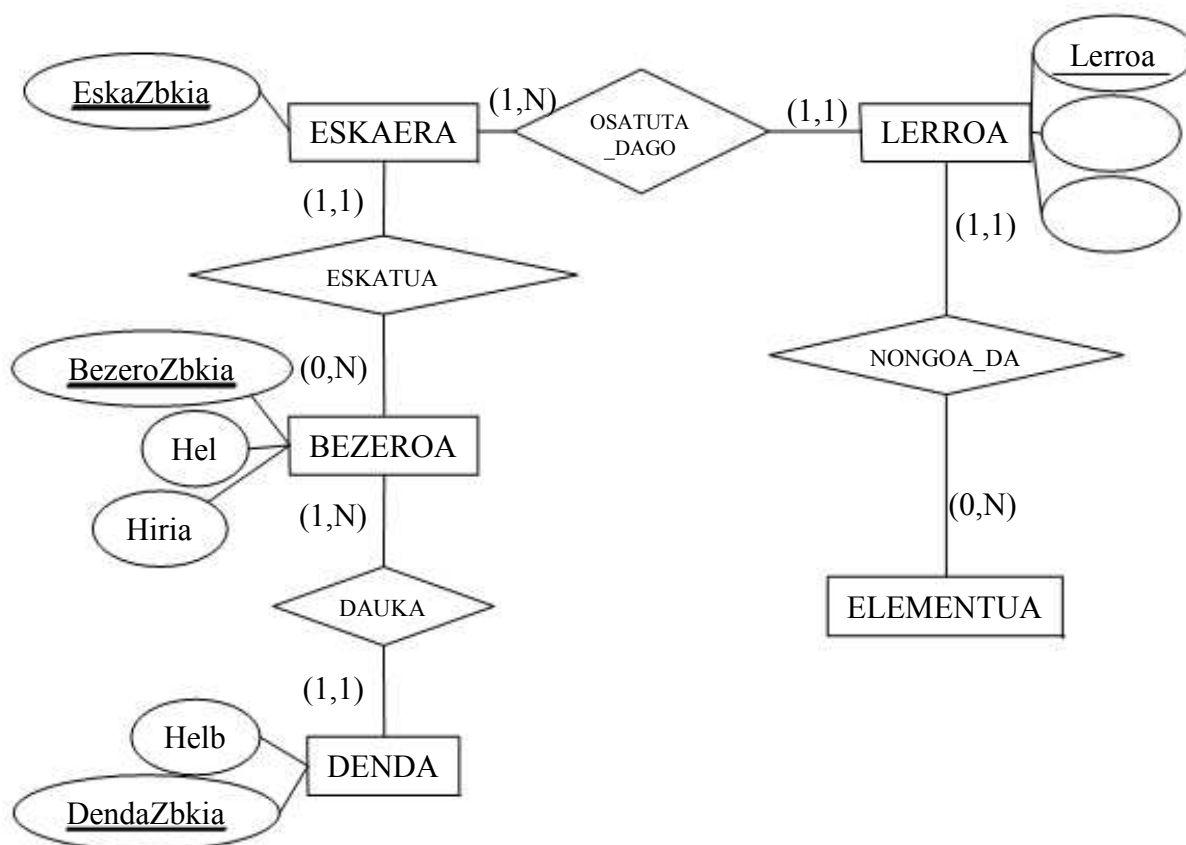 Lerroa
EskaZbkia
(1,N)
ESKAERA
OSATUTA
_DAGO
(1,1)
LERROA
(1,1)
(1,1)
ESKATUA
BezeroZbkia
(0,N)
NONGOA_DA
Hel
BEZEROA
Hiria
(1,N)
(0,N)
DAUKA
ELEMENTUA
(1,1)
Helb
DENDA
DendaZbkia